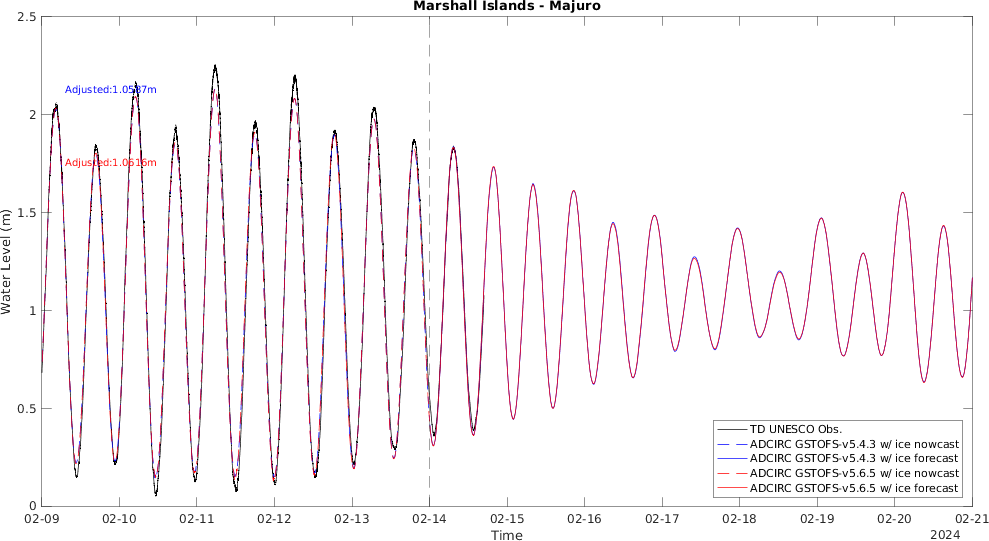 Marshall Islands - Majuro
2.5
2
1.5
1
0.5
0
Water Level (m)
Adjusted:1.0587m
Adjusted:1.0616m
TD UNESCO Obs.
ADCIRC GSTOFS-v5.4.3 w/ ice nowcast
ADCIRC GSTOFS-v5.4.3 w/ ice forecast
ADCIRC GSTOFS-v5.6.5 w/ ice nowcast
ADCIRC GSTOFS-v5.6.5 w/ ice forecast
02-09 02-10 02-11 02-12 02-13 02-14 02-15 02-16 02-17 02-18 02-19 02-20 02-21
Time
2024